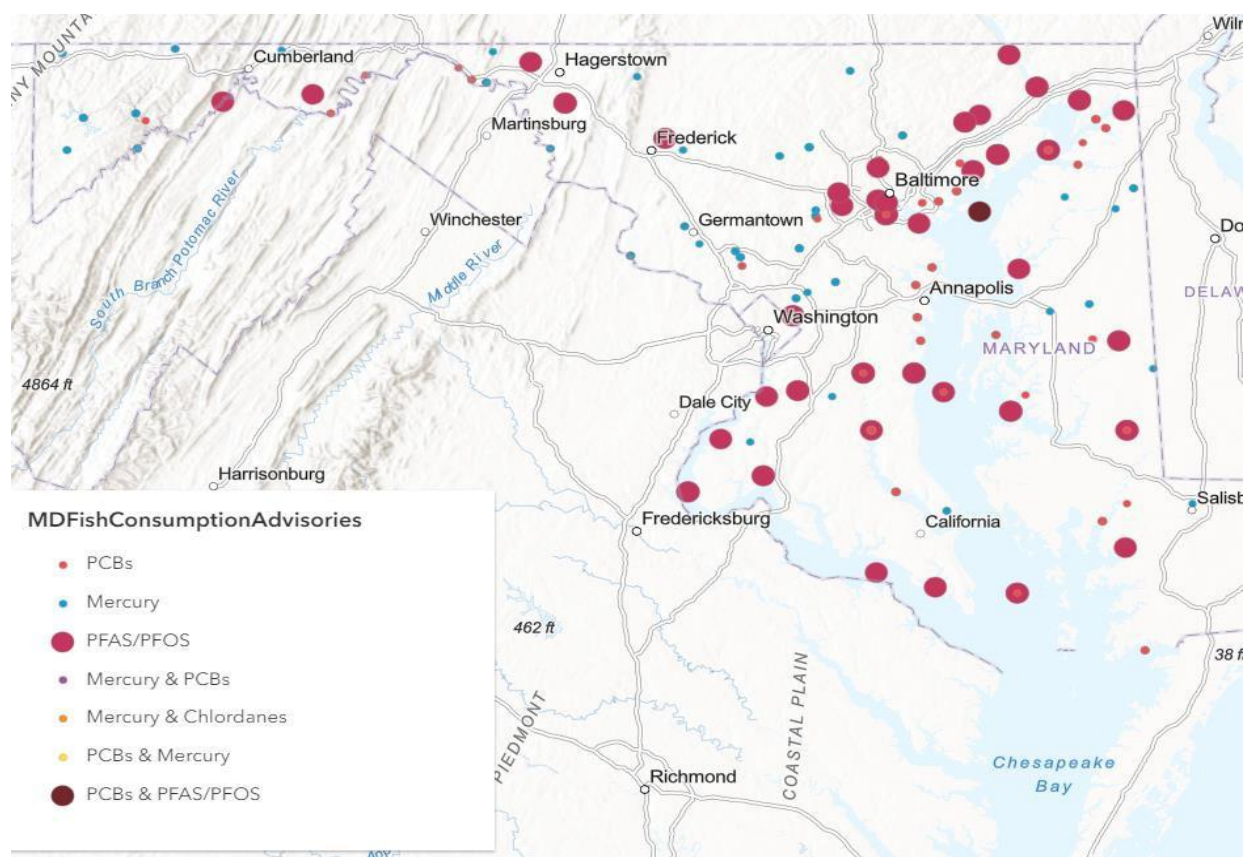 NY MOUNTA
Cumberland
Hagerstown
Wilm
Martinsburg
Frederick
Baltimore
South Branch Potomac River
Winchester
Germantown
Middle River
Do
Annapolis
DELAW
Washington
MARYLAND
4864 ft
Dale City
Harrisonburg
Salisb
Fredericksburg
California
MDFishConsumptionAdvisories
PCBs
Mercury
PFAS/PFOS
Mercury & PCBs
Mercury & Chlordanes
PCBs & Mercury
PCBs & PFAS/PFOS
462 ft
38 f
PIEDMONT
COASTAL PLAIN
Chesapeake
Bay
Richmond